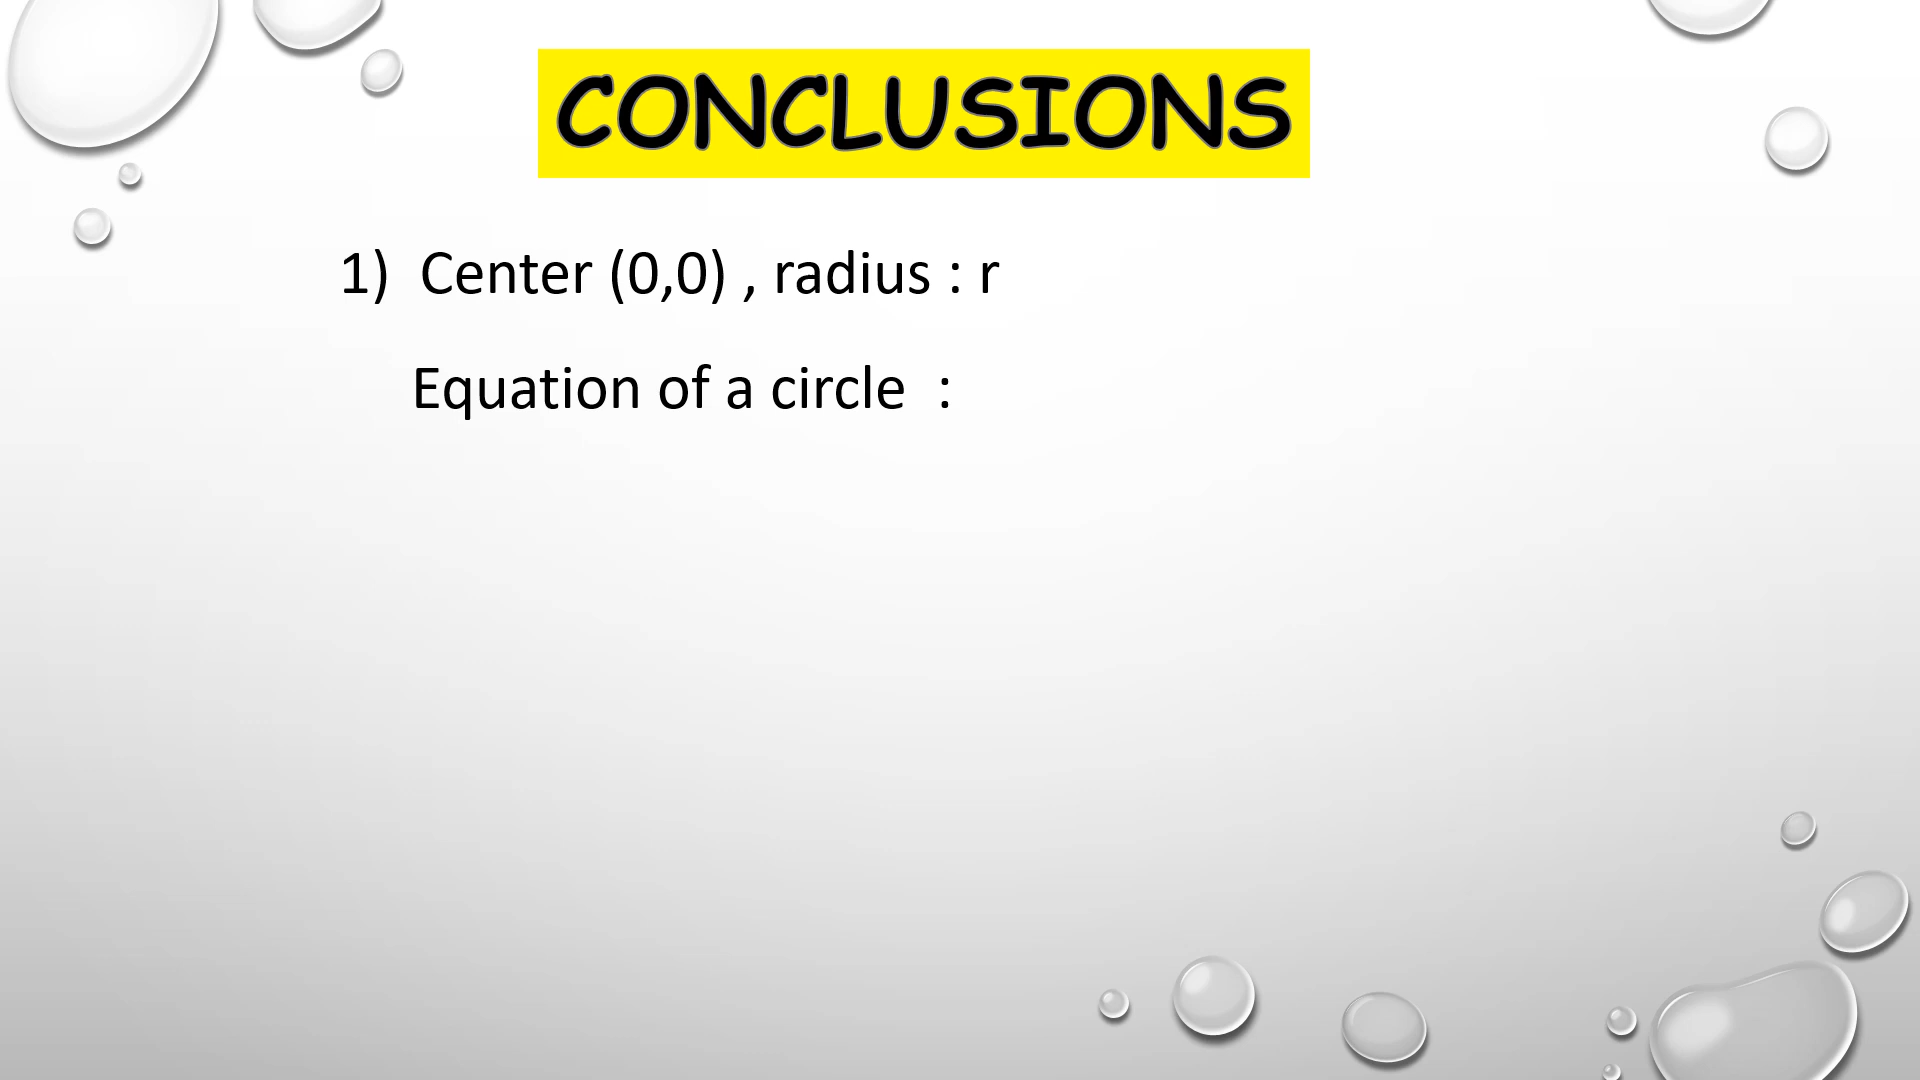 CONCLUSIONS
1) Center (0,0) , radius : r
Equation of a circle :